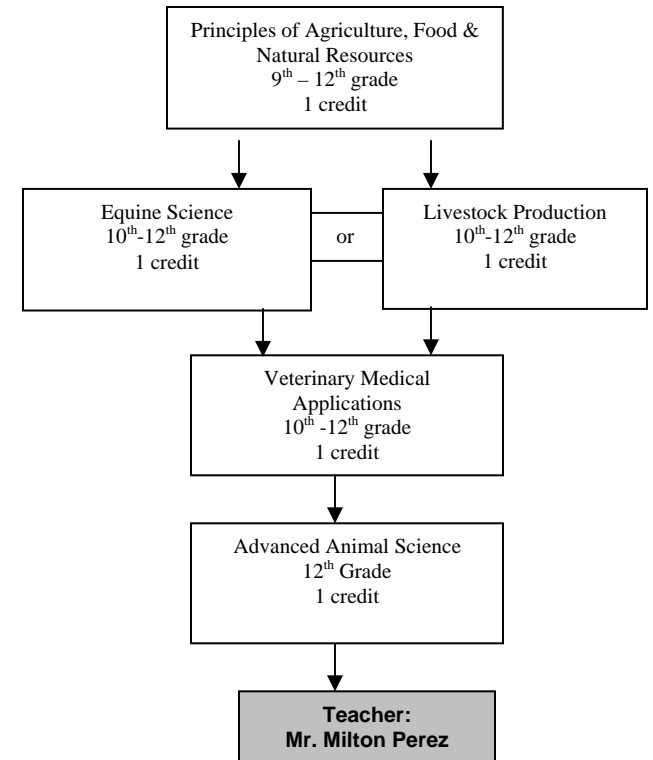 Principles of Agriculture, Food &
Natural Resources
9th – 12th grade
1 credit
Equine Science
10th-12th grade
1 credit
or
Livestock Production
10th-12th grade
1 credit
Veterinary Medical
Applications
10th -12th grade
1 credit
Advanced Animal Science
12th Grade
1 credit
Teacher:
Mr. Milton Perez